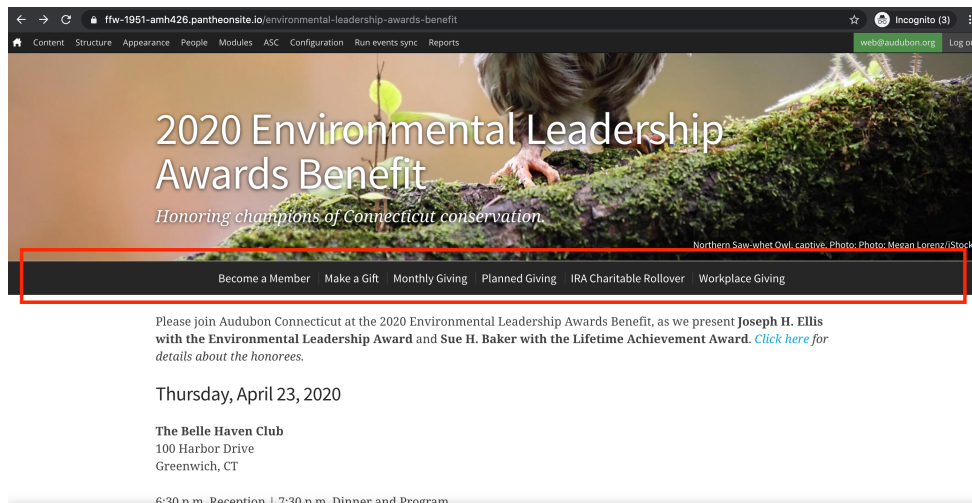 ffw-1951-amh426.pantheonsite.io/environmental-leadership-awards-benefit
Incognito (3)
Content Structure Appearance People Modules ASC Configuration Run events sync Reports
web@audubon.org Log
2020 Environmental Leadership
Awards Benefit
Honoring champions of Connecticut conservation.
Northern Saw-whet Owl, captive. Photo: Photo: Megan Lorenz/iStock
Become a Member Make a Gift Monthly Giving Planned Giving IRA Charitable Rollover Workplace Giving
Please join Audubon Connecticut at the 2020 Environmental Leadership Awards Benefit, as we present Joseph H. Ellis
with the Environmental Leadership Award and Sue H. Baker with the Lifetime Achievement Award. Click here for
details about the honorees.
Thursday, April 23, 2020
The Belle Haven Club
100 Harbor Drive
Greenwich, CT
6:30 p.m. Reception | 7:30 p.m. Dinner and Program